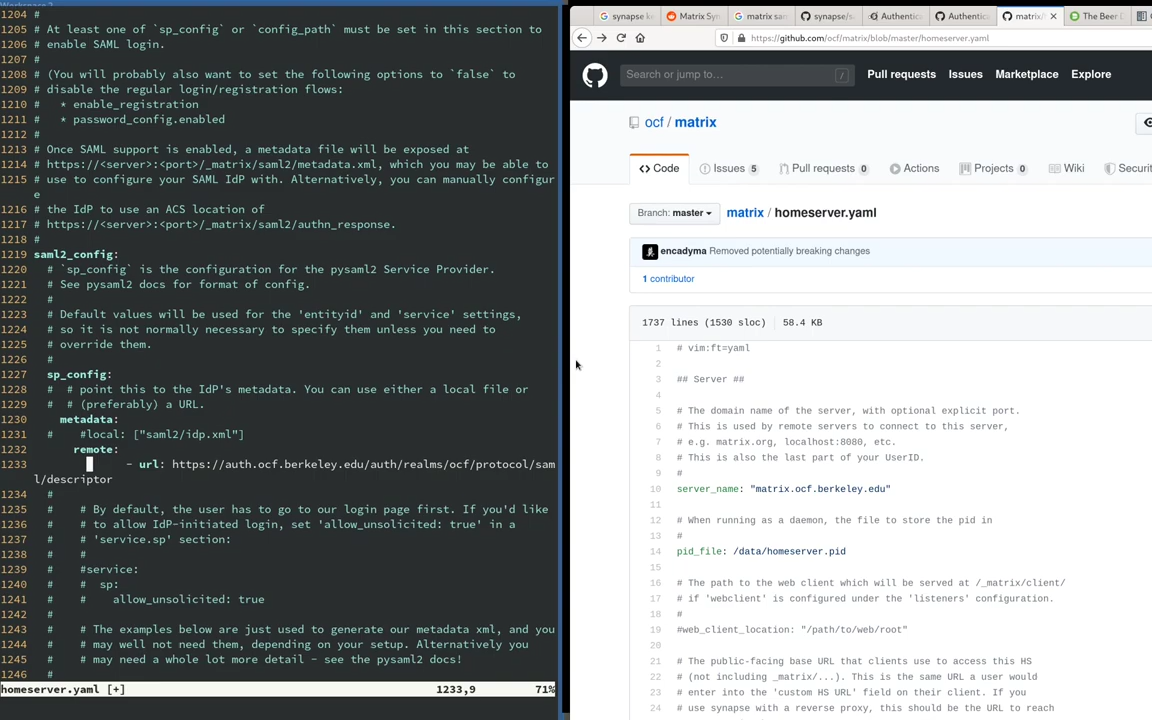 1204 #
1205 # At least one of `sp_config` or `config_path` must be set in this section to
1206 # enable SAML login.
1207 #
1208 # (You will probably also want to set the following options to `false` to
1209 # disable the regular login/registration flows:
1210 #   * enable_registration
1211 #   * password_config.enabled
1212 #
1213 # Once SAML support is enabled, a metadata file will be exposed at
1214 # https://<server>:<port>/_matrix/saml2/metadata.xml, which you may be able to
1215 # use to configure your SAML IdP with. Alternatively, you can manually configur
e
1216 # the IdP to use an ACS location of
1217 # https://<server>:<port>/_matrix/saml2/authn_response.
1218 #
1219 saml2_config:
1220   # `sp_config` is the configuration for the pysaml2 Service Provider.
1221   # See pysaml2 docs for format of config.
1222   #
1223   # Default values will be used for the 'entityid' and 'service' settings,
1224   # so it is not normally necessary to specify them unless you need to
1225   # override them.
1226   #
1227   sp_config:
1228   #  # point this to the IdP's metadata. You can use either a local file or
1229   #  # (preferably) a URL.
1230     metadata:
1231   #    #local: ["saml2/idp.xml"]
1232       remote:
1233               - url: https://auth.ocf.berkeley.edu/auth/realms/ocf/protocol/sam
l/descriptor
1234   #
1235   #    # By default, the user has to go to our login page first. If you'd like
1236   #    # to allow IdP-initiated login, set 'allow_unsolicited: true' in a
1237   #    # 'service.sp' section:
1238   #    #
1239   #    #service:
1240   #    #  sp:
1241   #    #    allow_unsolicited: true
1242   #
1243   #    # The examples below are just used to generate our metadata xml, and you
1244   #    # may well not need them, depending on your setup. Alternatively you
1245   #    # may need a whole lot more detail - see the pysaml2 docs!
1246   #
homeserver.yaml [+] 1233,9 71%
synapse ke Matrix Syn matrix sam synapse/s Authentic Authentic matrix/ The Beer D
https://github.com/ocf/matrix/blob/master/homeserver.yaml
Search or jump to... / Pull requests Issues Marketplace Explore
ocf / matrix
Code Issues 5 Pull requests 0 Actions Projects 0 Wiki Securit
Branch: master matrix / homeserver.yaml
encadyma Removed potentially breaking changes
1 contributor
1737 lines (1530 sloc) 58.4 KB
1 # vim:ft=yaml
2
3 ## Server ##
4
5 # The domain name of the server, with optional explicit port.
6 # This is used by remote servers to connect to this server,
7 # e.g. matrix.org, localhost:8080, etc.
8 # This is also the last part of your UserID.
9 #
10 server_name: "matrix.ocf.berkeley.edu"
11
12 # When running as a daemon, the file to store the pid in
13 #
14 pid_file: /data/homeserver.pid
15
16 # The path to the web client which will be served at /_matrix/client/
17 # if 'webclient' is configured under the 'listeners' configuration.
18 #
19 #web_client_location: "/path/to/web/root"
20
21 # The public-facing base URL that clients use to access this HS
22 # (not including _matrix/...). This is the same URL a user would
23 # enter into the 'custom HS URL' field on their client. If you
24 # use synapse with a reverse proxy, this should be the URL to reach